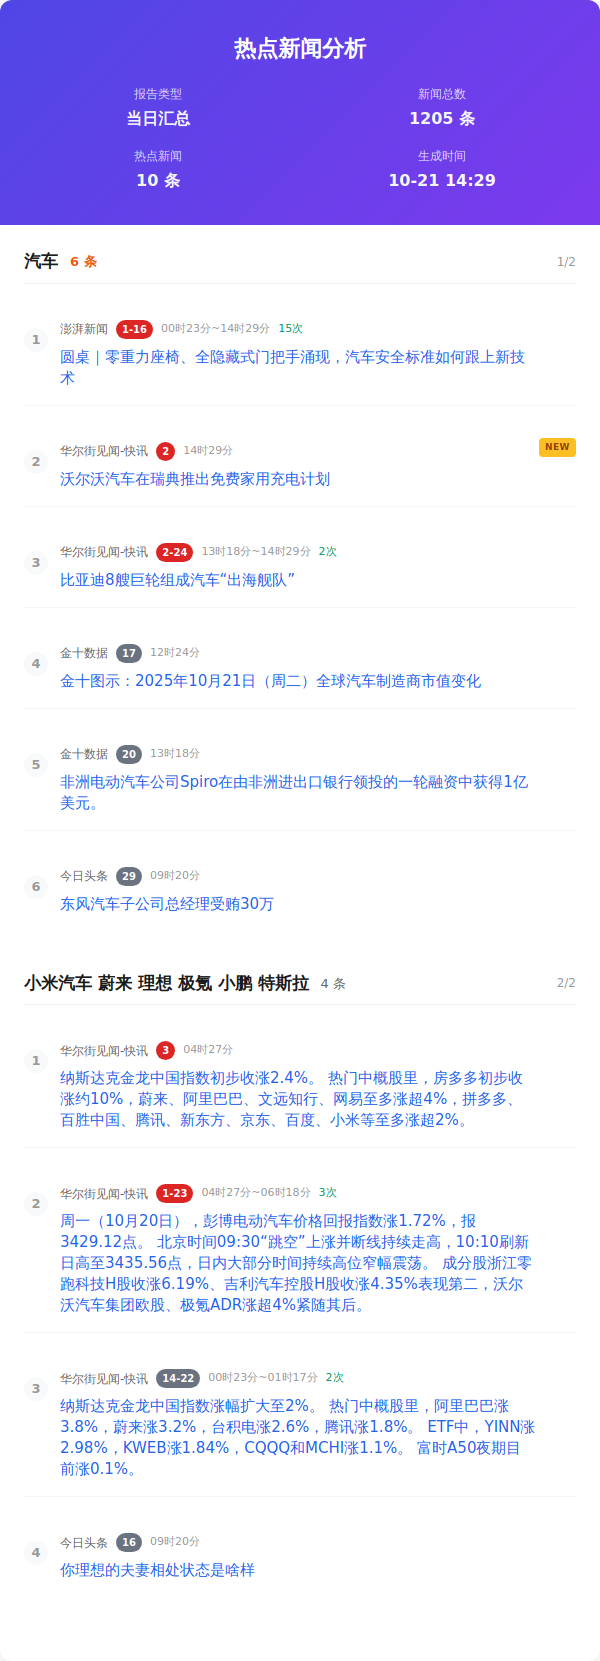 热点新闻分析
报告类型
新闻总数
当日汇总
1205 条
热点新闻
生成时间
10 条
10-21 14:29
汽车 6 条 1/2
1
澎湃新闻 1-16 00时23分~14时29分 15次
圆桌｜零重力座椅、全隐藏式门把手涌现，汽车安全标准如何跟上新技
术
2
华尔街见闻-快讯 2 14时29分 NEW
沃尔沃汽车在瑞典推出免费家用充电计划
3
华尔街见闻-快讯 2-24 13时18分~14时29分 2次
比亚迪8艘巨轮组成汽车“出海舰队”
4
金十数据 17 12时24分
金十图示：2025年10月21日（周二）全球汽车制造商市值变化
5
金十数据 20 13时18分
非洲电动汽车公司Spiro在由非洲进出口银行领投的一轮融资中获得1亿
美元。
6
今日头条 29 09时20分
东风汽车子公司总经理受贿30万
小米汽车 蔚来 理想 极氪 小鹏 特斯拉 4 条 2/2
1
华尔街见闻-快讯 3 04时27分
纳斯达克金龙中国指数初步收涨2.4%。 热门中概股里，房多多初步收
涨约10%，蔚来、阿里巴巴、文远知行、网易至多涨超4%，拼多多、
百胜中国、腾讯、新东方、京东、百度、小米等至多涨超2%。
2
华尔街见闻-快讯 1-23 04时27分~06时18分 3次
周一（10月20日），彭博电动汽车价格回报指数涨1.72%，报
3429.12点。 北京时间09:30“跳空”上涨并断线持续走高，10:10刷新
日高至3435.56点，日内大部分时间持续高位窄幅震荡。 成分股浙江零
跑科技H股收涨6.19%、吉利汽车控股H股收涨4.35%表现第二，沃尔
沃汽车集团欧股、极氪ADR涨超4%紧随其后。
3
华尔街见闻-快讯 14-22 00时23分~01时17分 2次
纳斯达克金龙中国指数涨幅扩大至2%。 热门中概股里，阿里巴巴涨
3.8%，蔚来涨3.2%，台积电涨2.6%，腾讯涨1.8%。 ETF中，YINN涨
2.98%，KWEB涨1.84%，CQQQ和MCHI涨1.1%。 富时A50夜期目
前涨0.1%。
4
今日头条 16 09时20分
你理想的夫妻相处状态是啥样